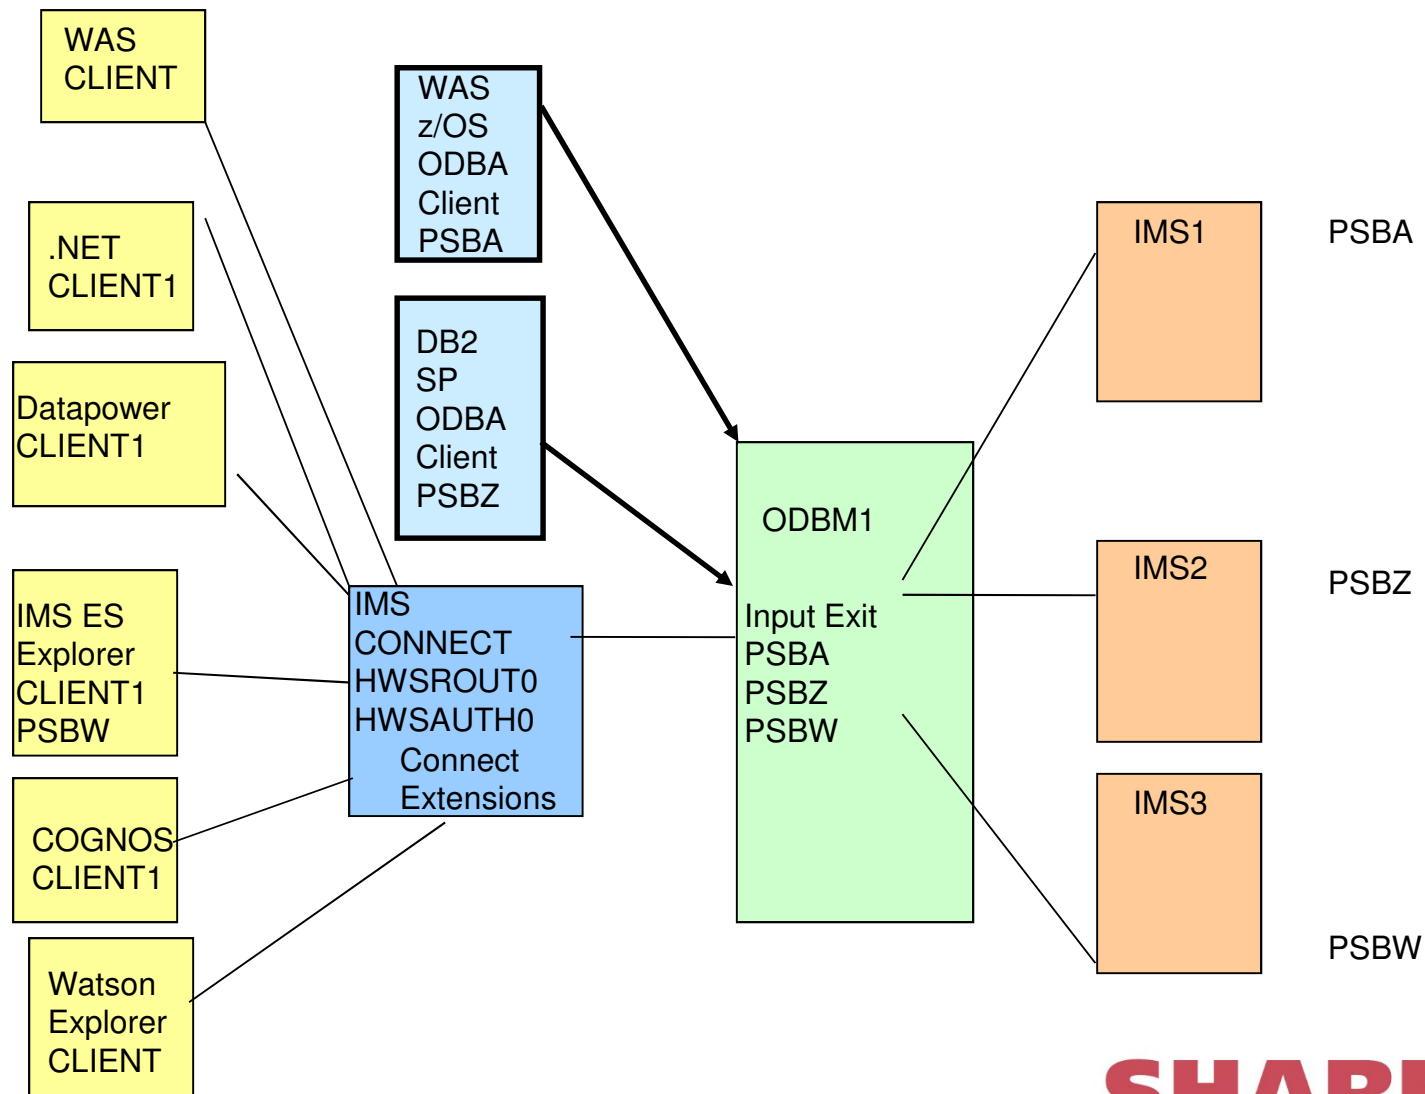 WAS
CLIENT
.NET
CLIENT1
Datapower
CLIENT1
IMS ES
Explorer
CLIENT1
PSBW
COGNOS
CLIENT1
Watson
Explorer
CLIENT
WAS
z/OS
ODBA
Client
PSBA
DB2
SP
ODBA
Client
PSBZ
IMS
CONNECT
HWSROUT0
HWSAUTH0
Connect
Extensions
ODBM1
Input Exit
PSBA
PSBZ
PSBW
IMS1
PSBA
IMS2
PSBZ
IMS3
PSBW